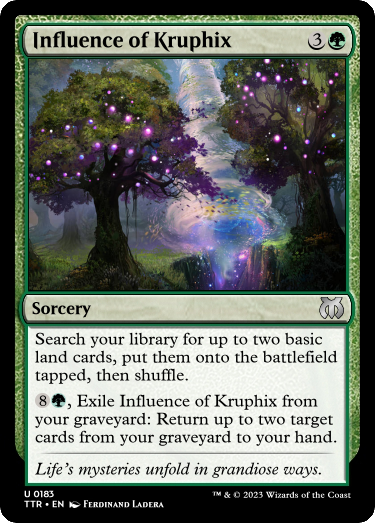 Influence of Kruphix 3
Sorcery
Search your library for up to two basic
land cards, put them onto the battlefield
tapped, then shuffle.
8, Exile Influence of Kruphix from
your graveyard: Return up to two target
cards from your graveyard to your hand.
Life's mysteries unfold in grandiose ways.
U 0183
TTR • EN Ferdinand Ladera
™ & © 2023 Wizards of the Coast